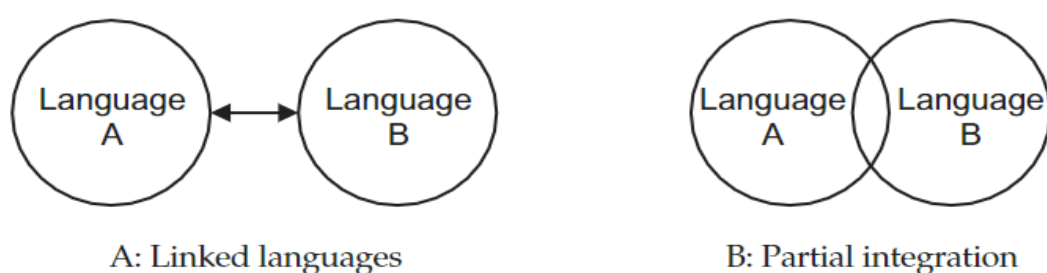 Language
A
Language
B
Language
A
Language
B
A: Linked languages
B: Partial integration